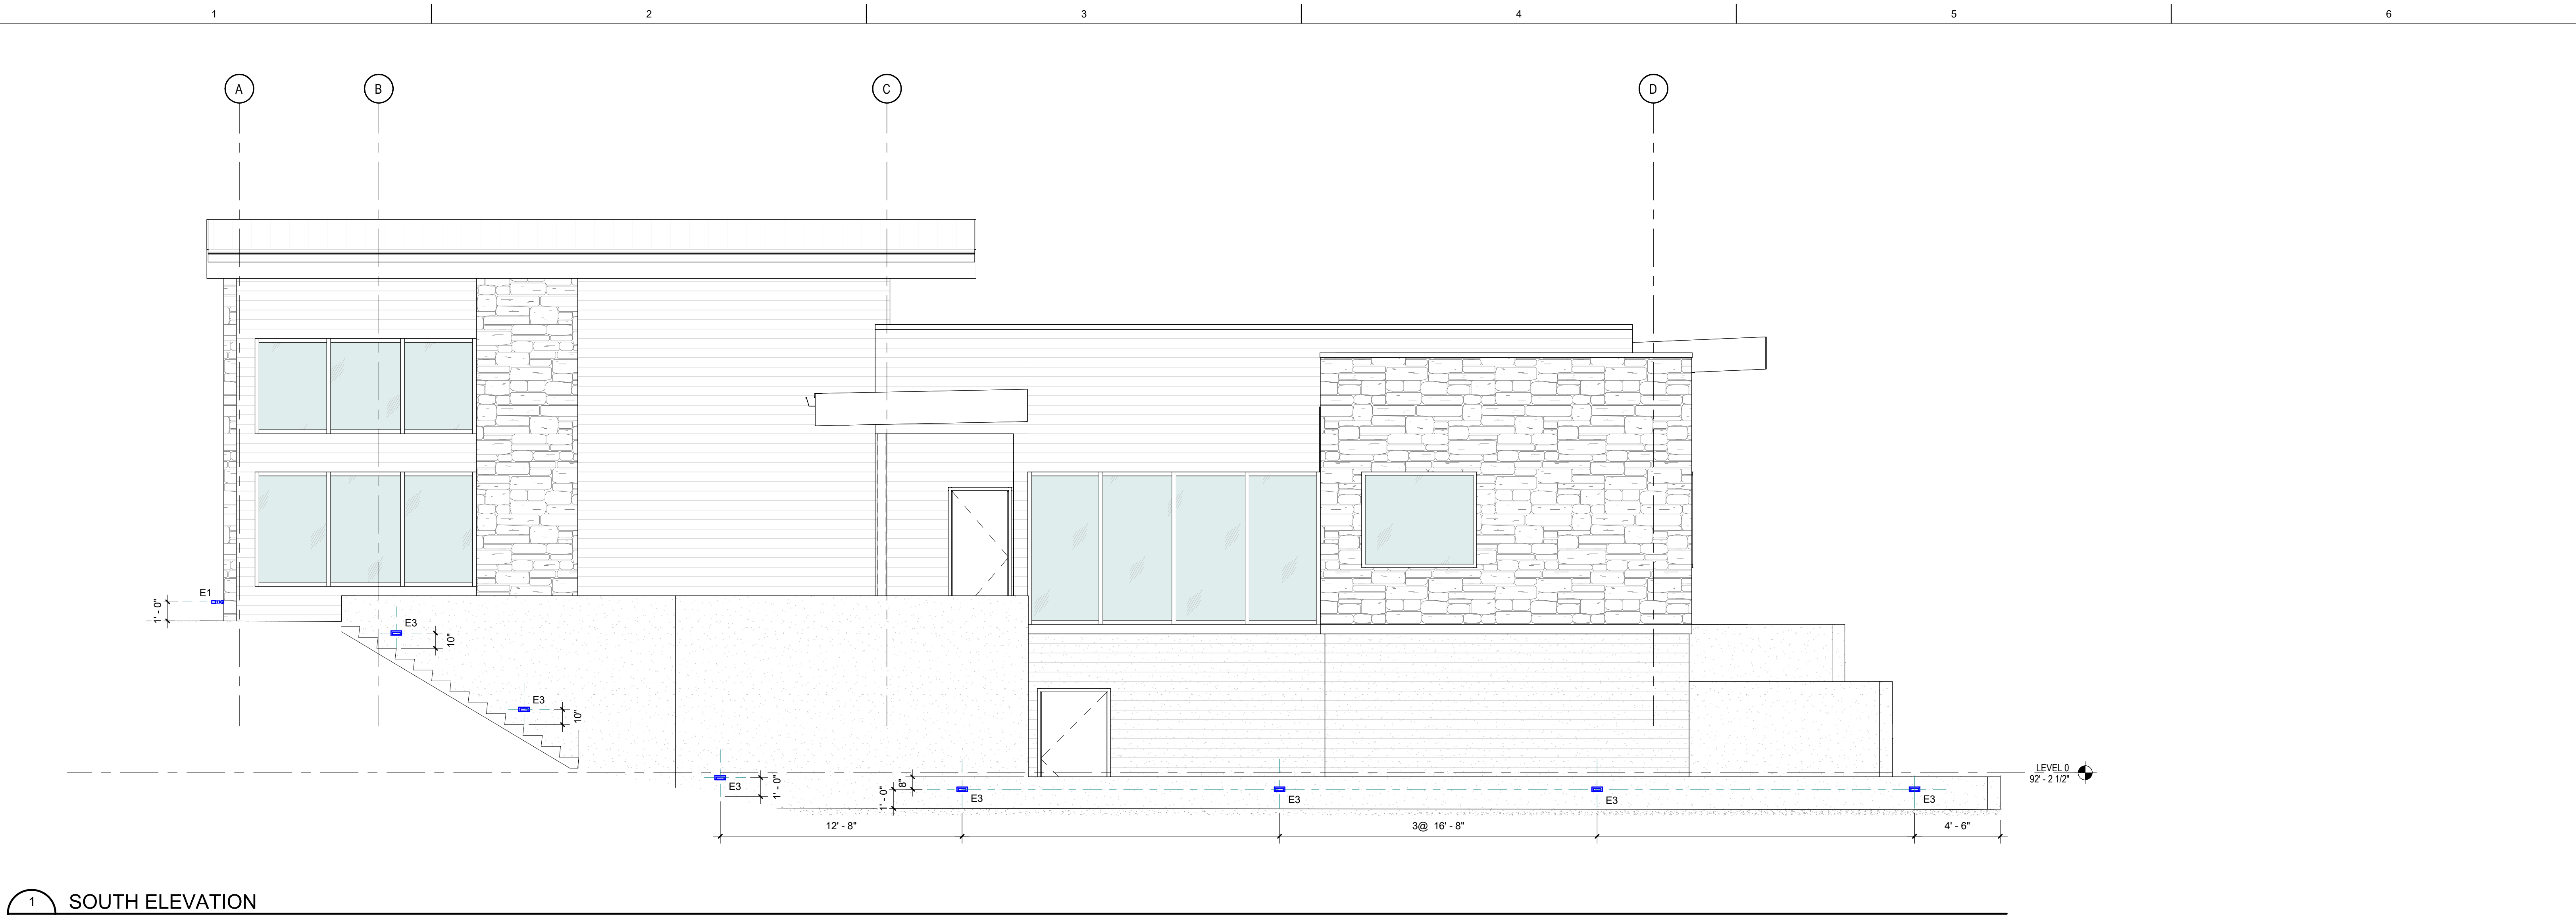 1 2 3 4 5 6
A B C D
E1
1' - 0"
E3
10"
E3
10"
E3
1' - 0"
8"
1' - 0"
E3
E3
E3
E3
LEVEL 0
92' - 2 1/2"
12' - 8"
3@ 16' - 8"
4' - 6"
1 SOUTH ELEVATION